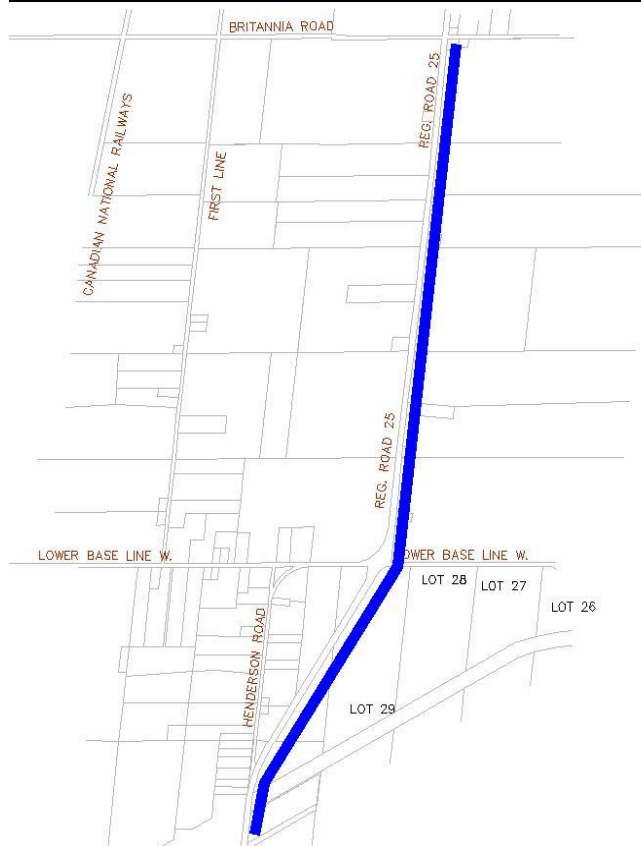 BRITANNIA ROAD
REG. ROAD 25
CANADIAN NATIONAL RAILWAYS
FIRST LINE
REG. ROAD 25
LOWER BASE LINE W.
OWER BASE LINE W.
LOT 28
LOT 27
LOT 26
HENDERSON ROAD
LOT 29